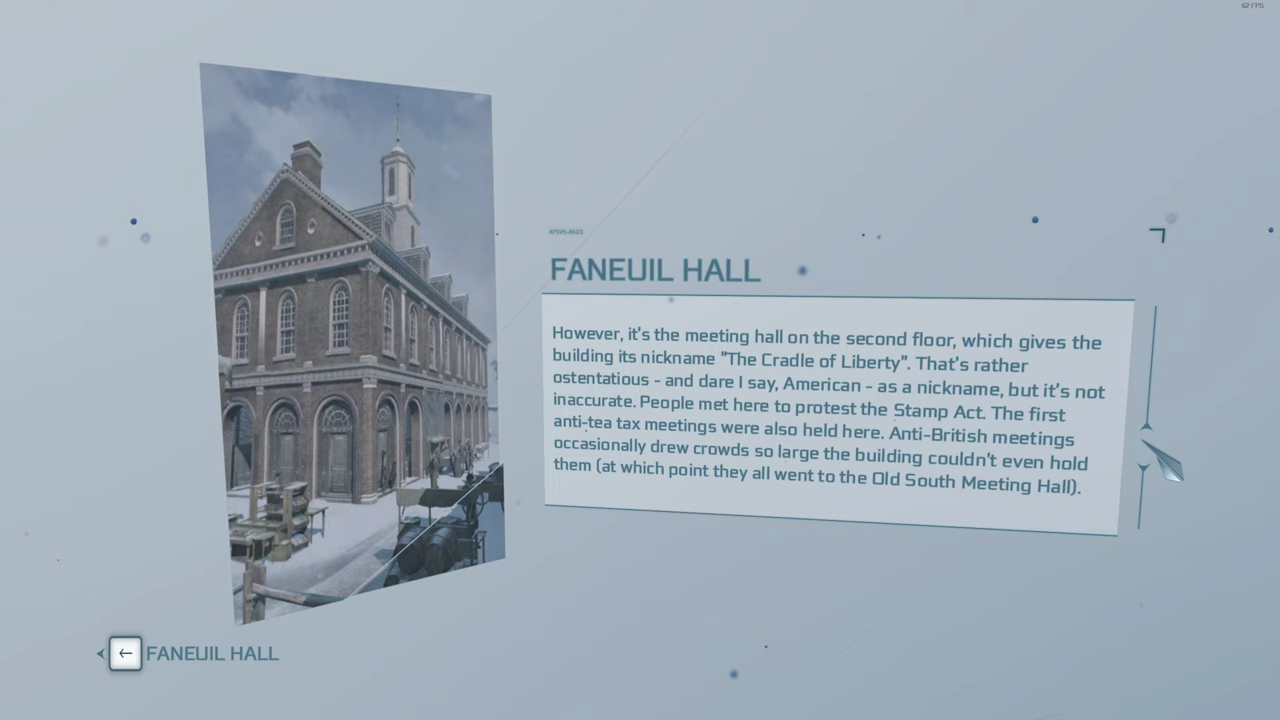 62 FPS
APSVS-AS03
FANEUIL HALL
However, it's the meeting hall on the second floor, which gives the
building its nickname "The Cradle of Liberty". That's rather
ostentatious - and dare I say, American - as a nickname, but it's not
inaccurate. People met here to protest the Stamp Act. The first
anti-tea tax meetings were also held here. Anti-British meetings
occasionally drew crowds so large the building couldn't even hold
them (at which point they all went to the Old South Meeting Hall).
FANEUIL HALL